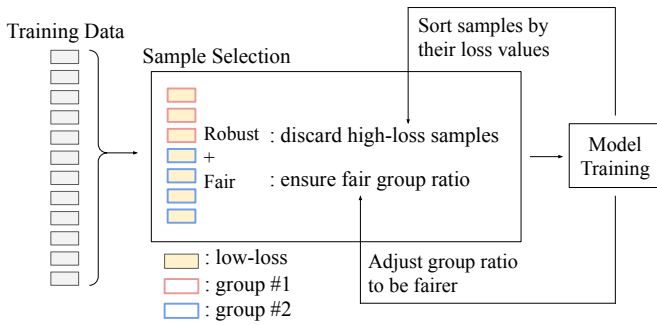 Training Data
Sample Selection
Sort samples by
their loss values
Robust : discard high-loss samples
+
Fair : ensure fair group ratio
Model
Training
Adjust group ratio
to be fairer
: low-loss
: group #1
: group #2